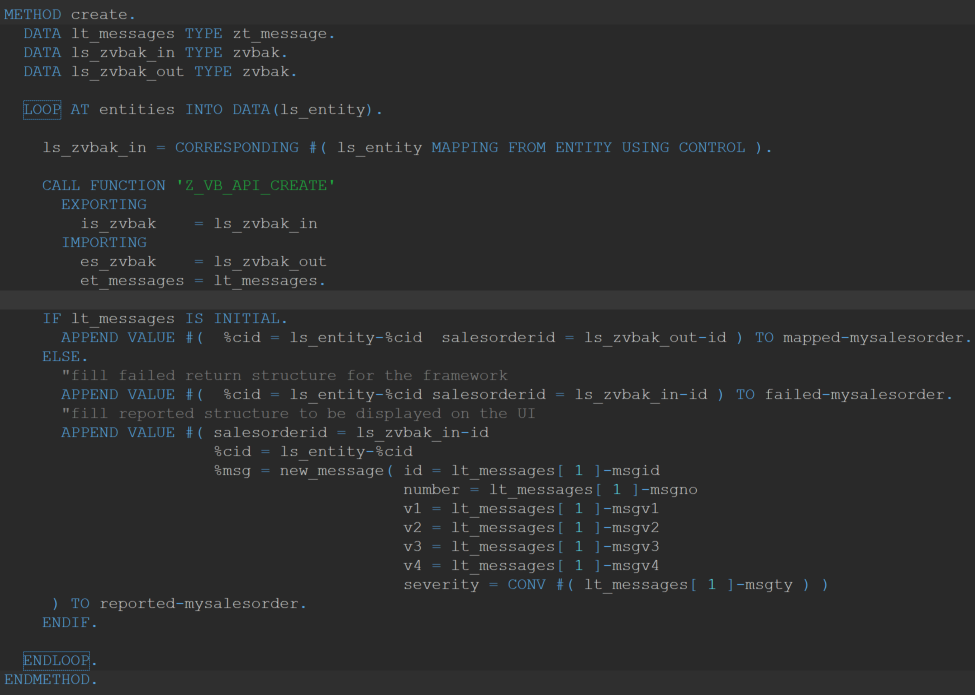 METHOD create.
  DATA lt_messages TYPE zt_message.
  DATA ls_zvbak_in TYPE zvbak.
  DATA ls_zvbak_out TYPE zvbak.
  LOOP AT entities INTO DATA(ls_entity).
    ls_zvbak_in = CORRESPONDING #( ls_entity MAPPING FROM ENTITY USING CONTROL ).
    CALL FUNCTION 'Z_VB_API_CREATE'
      EXPORTING
        is_zvbak    = ls_zvbak_in
      IMPORTING
        es_zvbak    = ls_zvbak_out
        et_messages = lt_messages.
    IF lt_messages IS INITIAL.
      APPEND VALUE #(  %cid = ls_entity-%cid  salesorderid = ls_zvbak_out-id ) TO mapped-mysalesorder.
    ELSE.
      "fill failed return structure for the framework
      APPEND VALUE #(  %cid = ls_entity-%cid salesorderid = ls_zvbak_in-id ) TO failed-mysalesorder.
      "fill reported structure to be displayed on the UI
      APPEND VALUE #( salesorderid = ls_zvbak_in-id
                      %cid = ls_entity-%cid
                      %msg = new_message( id = lt_messages[ 1 ]-msgid
                                          number = lt_messages[ 1 ]-msgno
                                          v1 = lt_messages[ 1 ]-msgv1
                                          v2 = lt_messages[ 1 ]-msgv2
                                          v3 = lt_messages[ 1 ]-msgv3
                                          v4 = lt_messages[ 1 ]-msgv4
                                          severity = CONV #( lt_messages[ 1 ]-msgty ) )
     ) TO reported-mysalesorder.
    ENDIF.
  ENDLOOP.
ENDMETHOD.